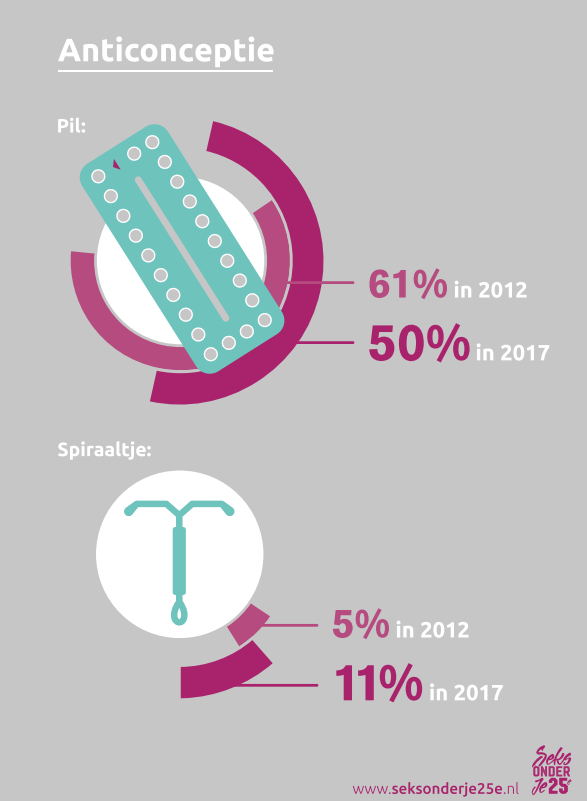 Anticonceptie
Pil:
61% in 2012
50% in 2017
Spiraaltje:
5% in 2012
11% in 2017
Seks
ONDER
Je 25e
www.seksonderje25e.nl